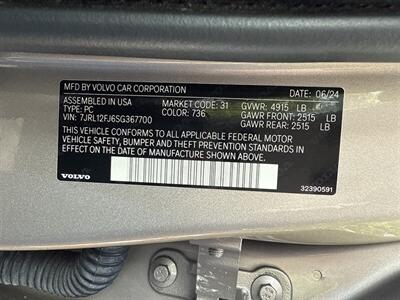 MFD BY VOLVO CAR CORPORATION DATE: 06/24
ASSEMBLED IN USA MARKET CODE: 31 GVWR: 4915 LB
TYPE: PC COLOR: 736 GAWR FRONT: 2515 LB
VIN: 7JRL12FJ6SG367700 GAWR REAR: 2515 LB
THIS VEHICLE CONFORMS TO ALL APPLICABLE FEDERAL MOTOR
VEHICLE SAFETY, BUMPER AND THEFT PREVENTION STANDARDS IN
EFFECT ON THE DATE OF MANUFACTURE SHOWN ABOVE.
VOLVO 32390591